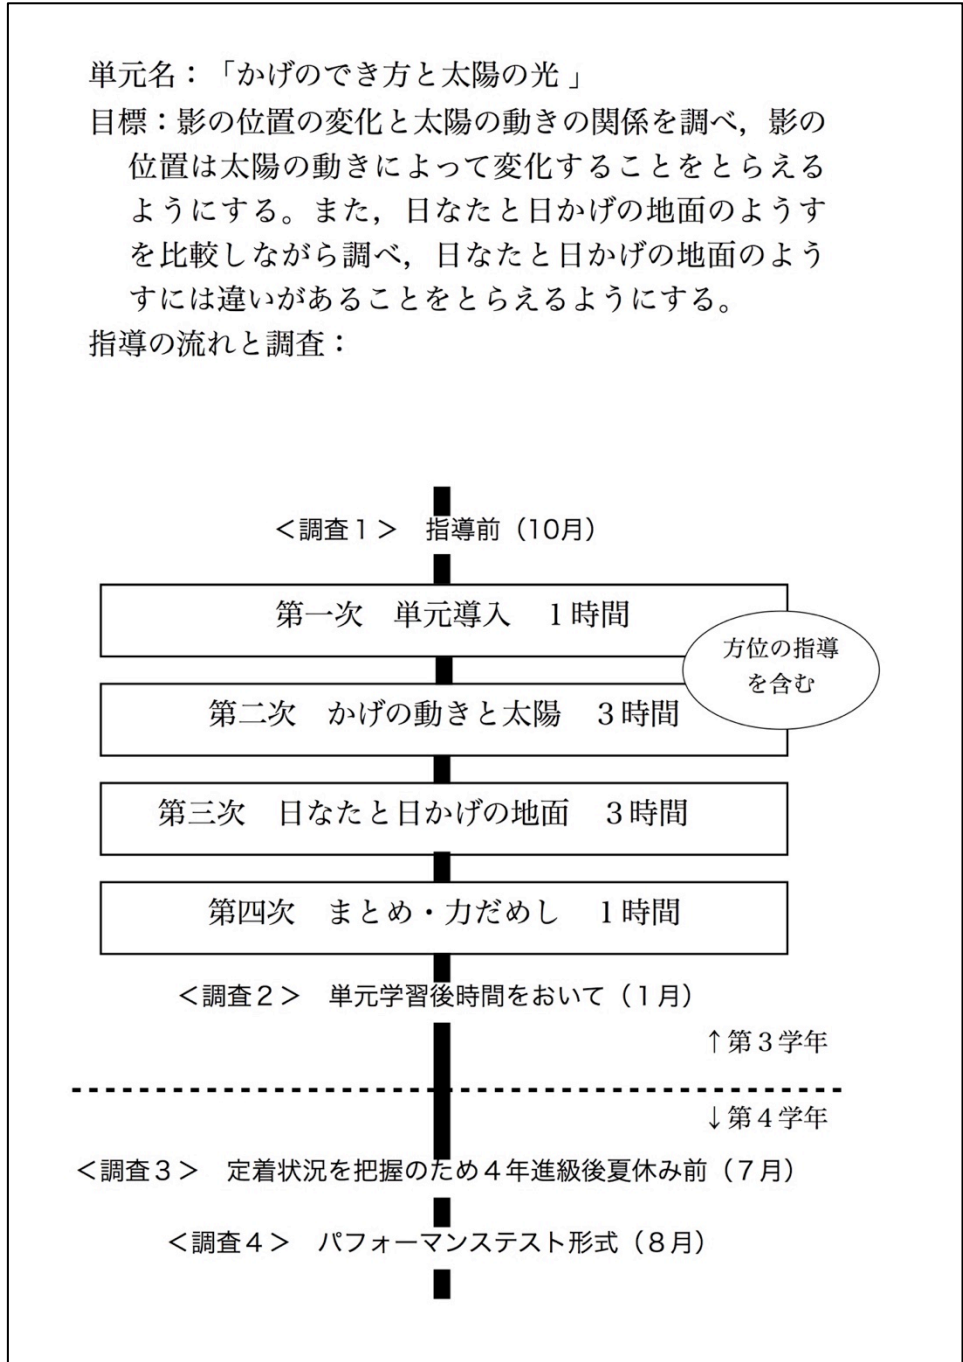 単元名：「かげのでき方と太陽の光 」
目標：影の位置の変化と太陽の動きの関係を調べ，影の
位置は太陽の動きによって変化することをとらえる
ようにする。また，日なたと日かげの地面のようす
を比較しながら調べ，日なたと日かげの地面のよう
すには違いがあることをとらえるようにする。
指導の流れと調査：
＜調査１＞　指導前（10月）
第一次　単元導入　１時間
方位の指導
を含む
第二次　かげの動きと太陽　３時間
第三次　日なたと日かげの地面　３時間
第四次　まとめ・力だめし　１時間
＜調査２＞　単元学習後時間をおいて（１月）
↑第３学年
↓第４学年
＜調査３＞　定着状況を把握のため４年進級後夏休み前（７月）
＜調査４＞　パフォーマンステスト形式（８月）